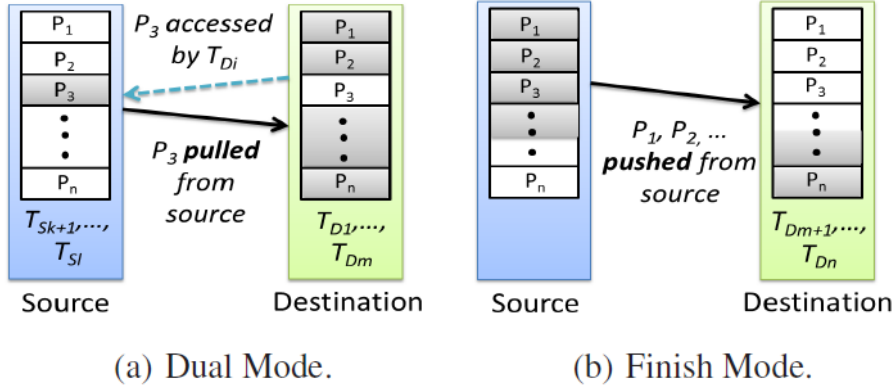 P1
P2
P3
Pn
TSk+1,...,
TSl
Source
P3 accessed
by TDi
P3 pulled
from
source
P1
P2
P3
Pn
TD1,...,
TDm
Destination
(a) Dual Mode.
P1
P2
P3
Pn
Source
P1, P2, ...
pushed from
source
P1
P2
P3
Pn
TDm+1,...,
TDn
Destination
(b) Finish Mode.